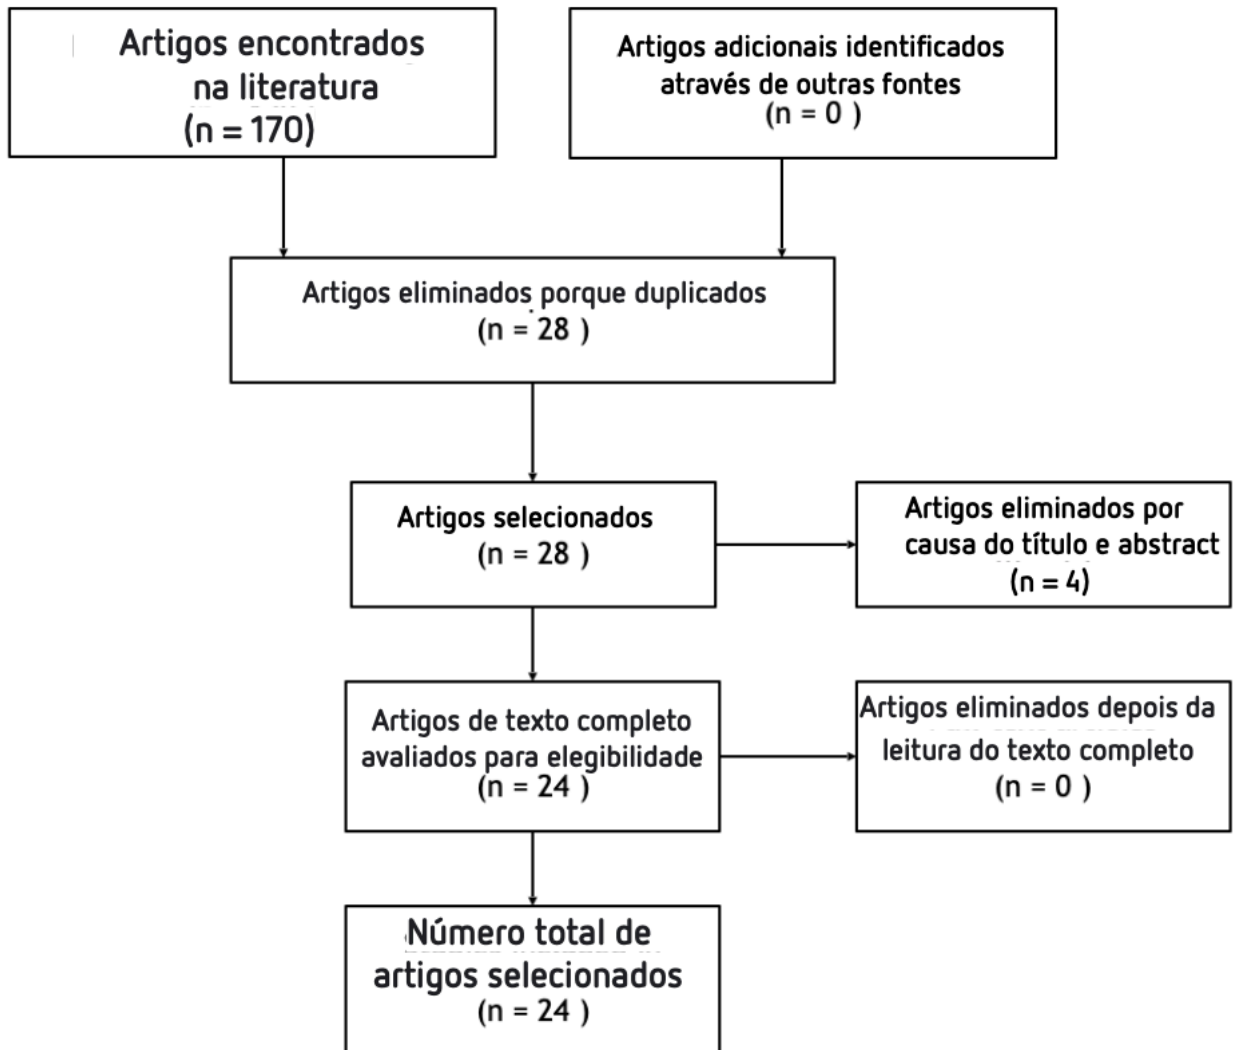 Artigos encontrados
na literatura
(n = 170)
Artigos adicionais identificados
através de outras fontes
(n = 0 )
Artigos eliminados porque duplicados
(n = 28 )
Artigos selecionados
(n = 28 )
Artigos eliminados por
causa do título e abstract
(n = 4)
Artigos de texto completo
avaliados para elegibilidade
(n = 24 )
Artigos eliminados depois da
leitura do texto completo
(n = 0 )
Número total de
artigos selecionados
(n = 24 )